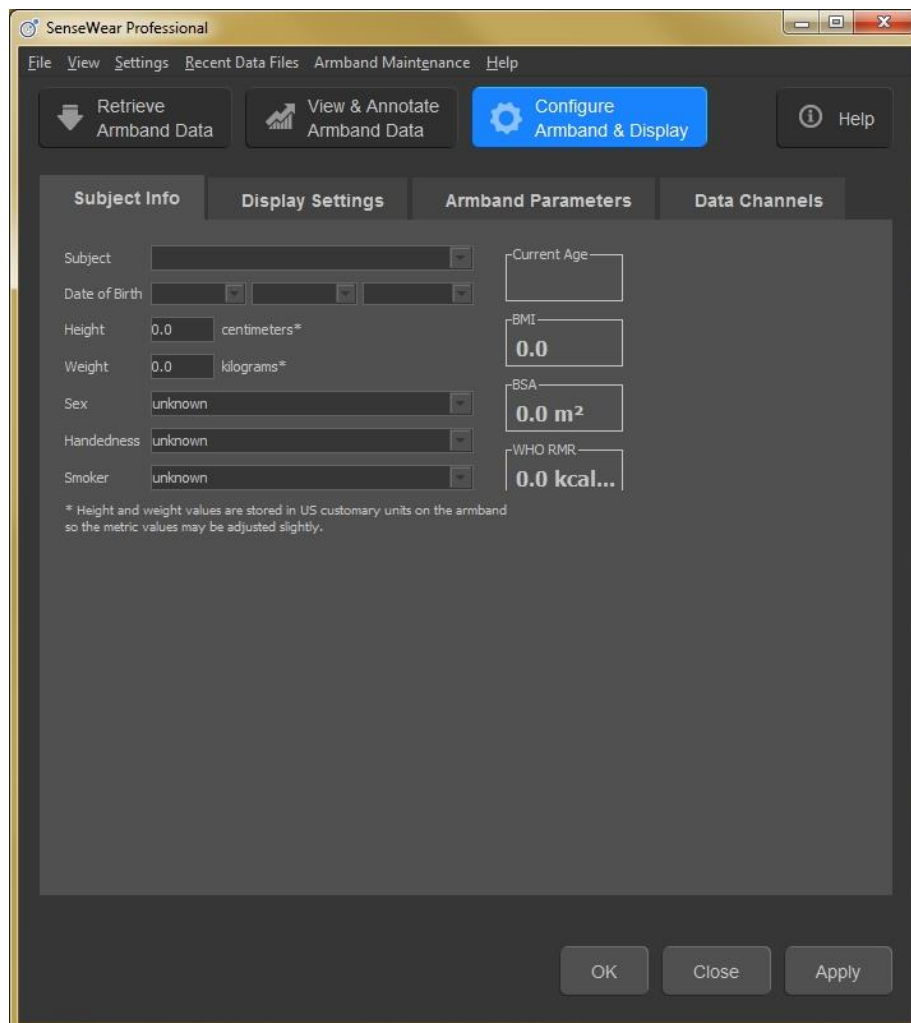 SenseWear Professional
File View Settings Recent Data Files Armband Maintenance Help
Retrieve
Armband Data
View & Annotate
Armband Data
Configure
Armband & Display
Help
Subject Info
Display Settings
Armband Parameters
Data Channels
Subject
Date of Birth
Height 0.0 centimeters*
Weight 0.0 kilograms*
Sex unknown
Handedness unknown
Smoker unknown
* Height and weight values are stored in US customary units on the armband
so the metric values may be adjusted slightly.
Current Age
BMI
0.0
BSA
0.0 m²
WHO RMR
0.0 kcal...
OK
Close
Apply